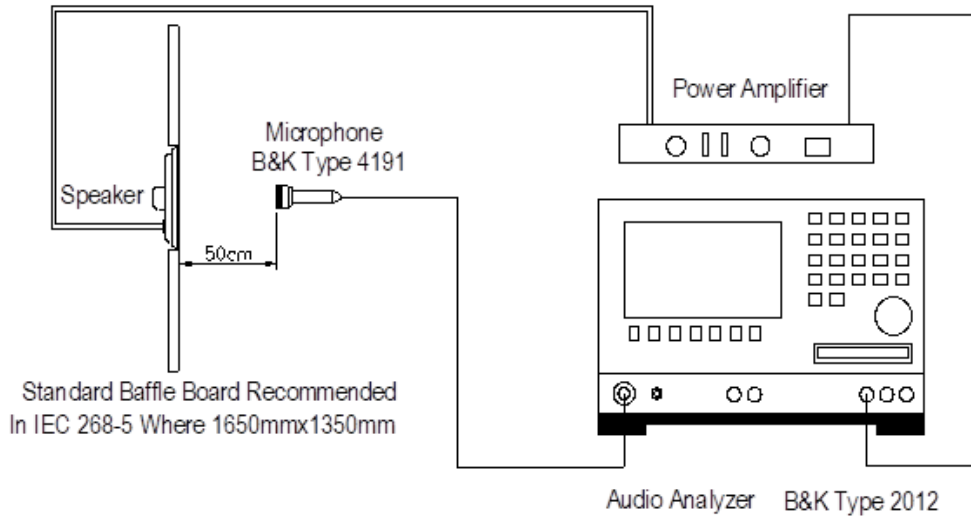 Power Amplifier
Microphone
B&K Type 4191
Speaker
50cm
Standard Baffle Board Recommended
In IEC 268-5 Where 1650mmx1350mm
Audio Analyzer B&K Type 2012